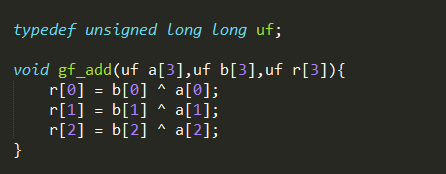 typedef unsigned long long uf;
void gf_add(uf a[3],uf b[3],uf r[3]){
    r[0] = b[0] ^ a[0];
    r[1] = b[1] ^ a[1];
    r[2] = b[2] ^ a[2];
}